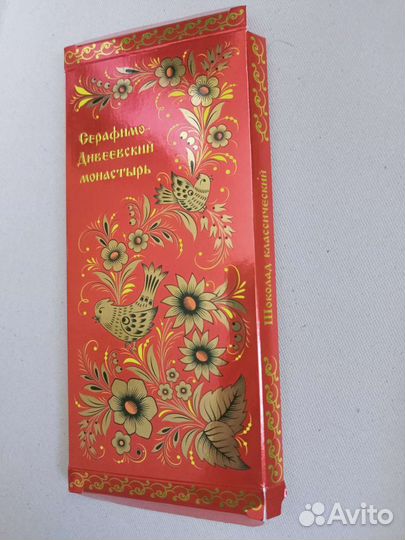 Серафимо-
Дивеевский
монастырь
Шоколад классический
Avito